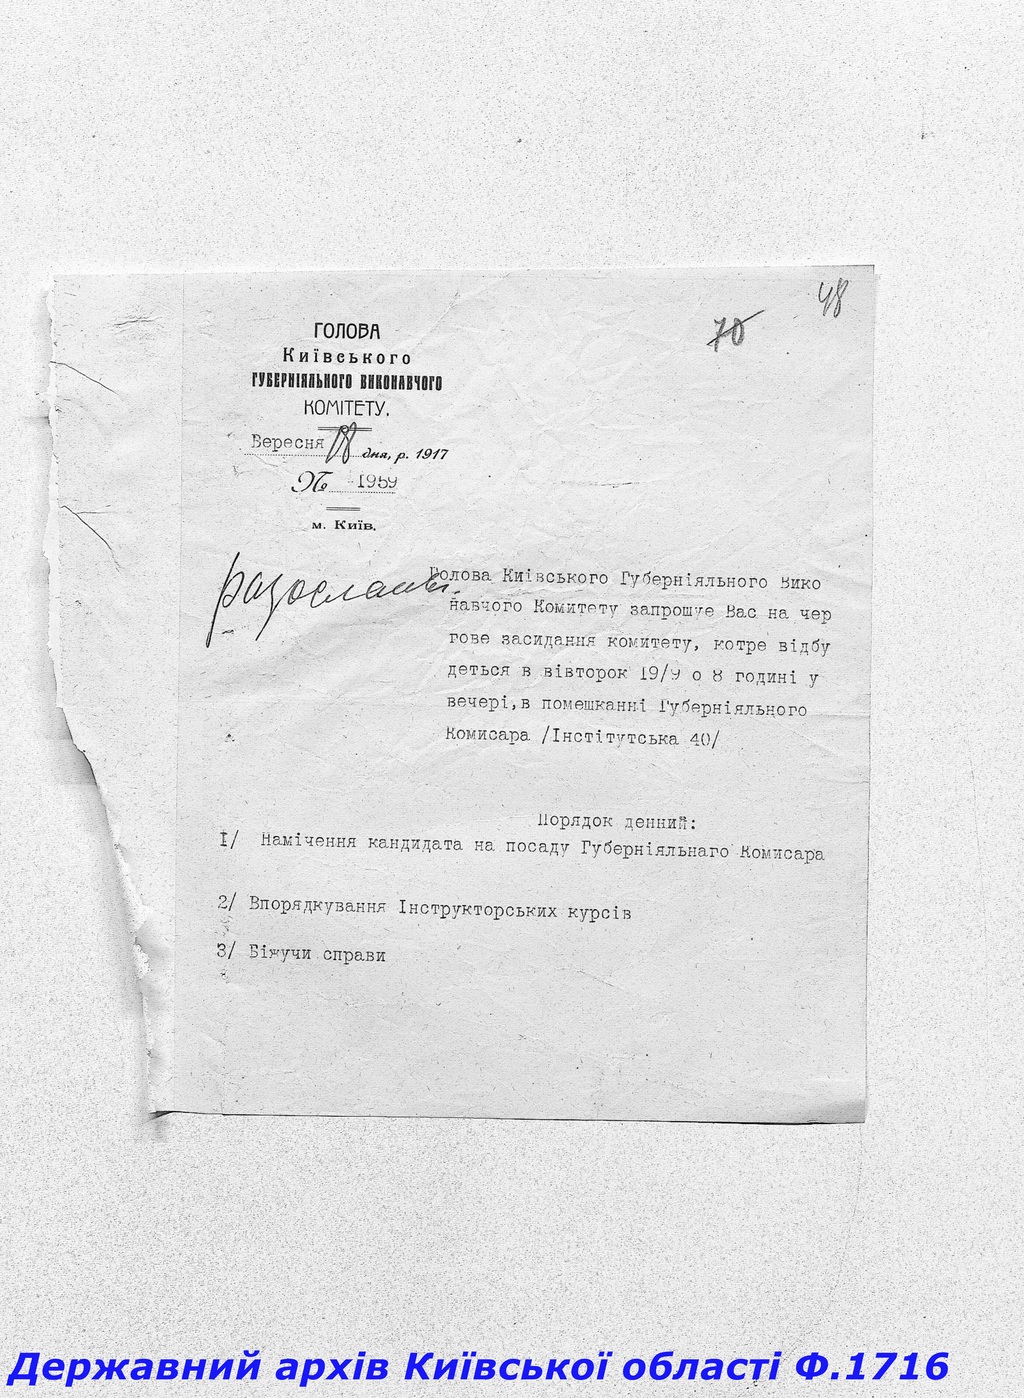 48
70
ГОЛОВА
Київського
ГУБЕРНІЯЛЬНОГО ВИКОНАВЧОГО
КОМІТЕТУ.
Вересня 18 дня, р. 1917
№ 1959
м. Київ.
разослать.
Голова Київського Губерніяльного Вико
навчого Комитету запрошує Вас на чер
гове засидання комитету, котре відбу
деться в вівторок 19/9 о 8 годині у
вечері, в помешканні Губерніяльного
Комисара /Інстітутська 40/
Порядок денний:
1/ Намічення кандидата на посаду Губерніяльнаго Комисара
2/ Впорядкування Інструкторських курсів
3/ Біжучи справи
Державний архів Київської області Ф.1716